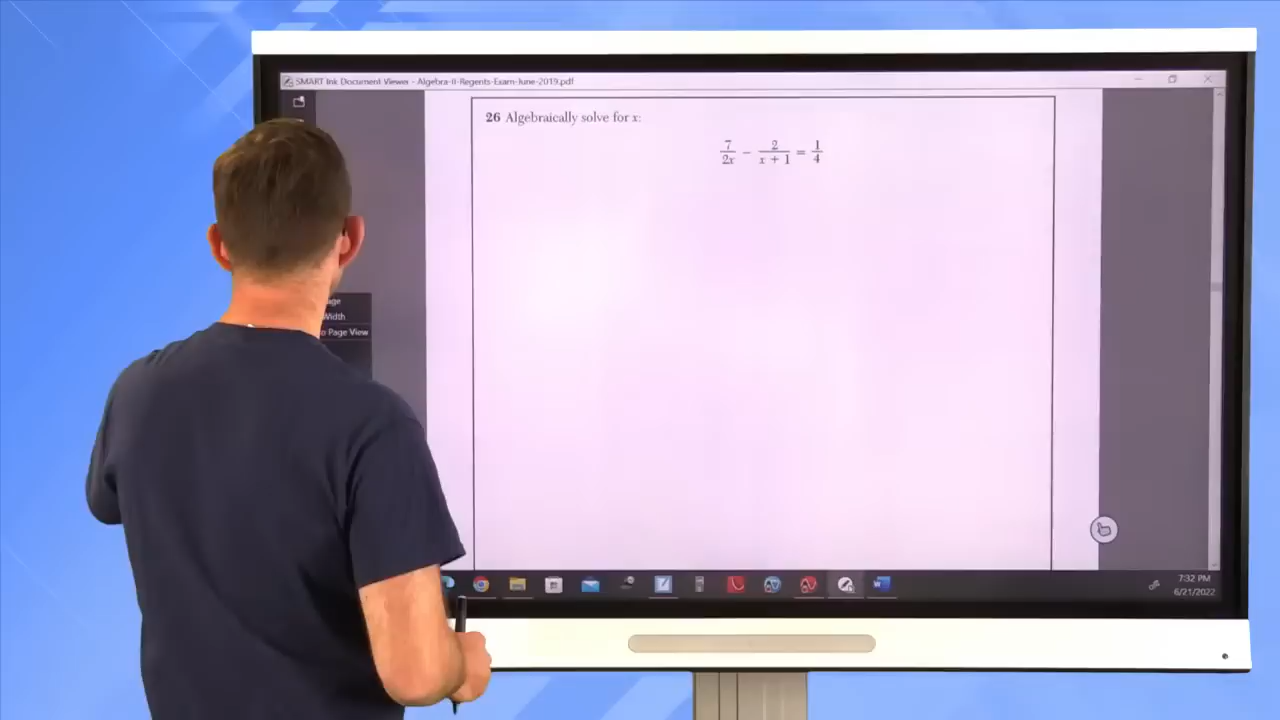 SMART Ink Document Viewer - Algebra-II-Regents-Exam-June-2019.pdf
26 Algebraically solve for x:
7/2x − 2/x + 1 = 1/4
age
Width
o Page View
7:32 PM
6/21/2022